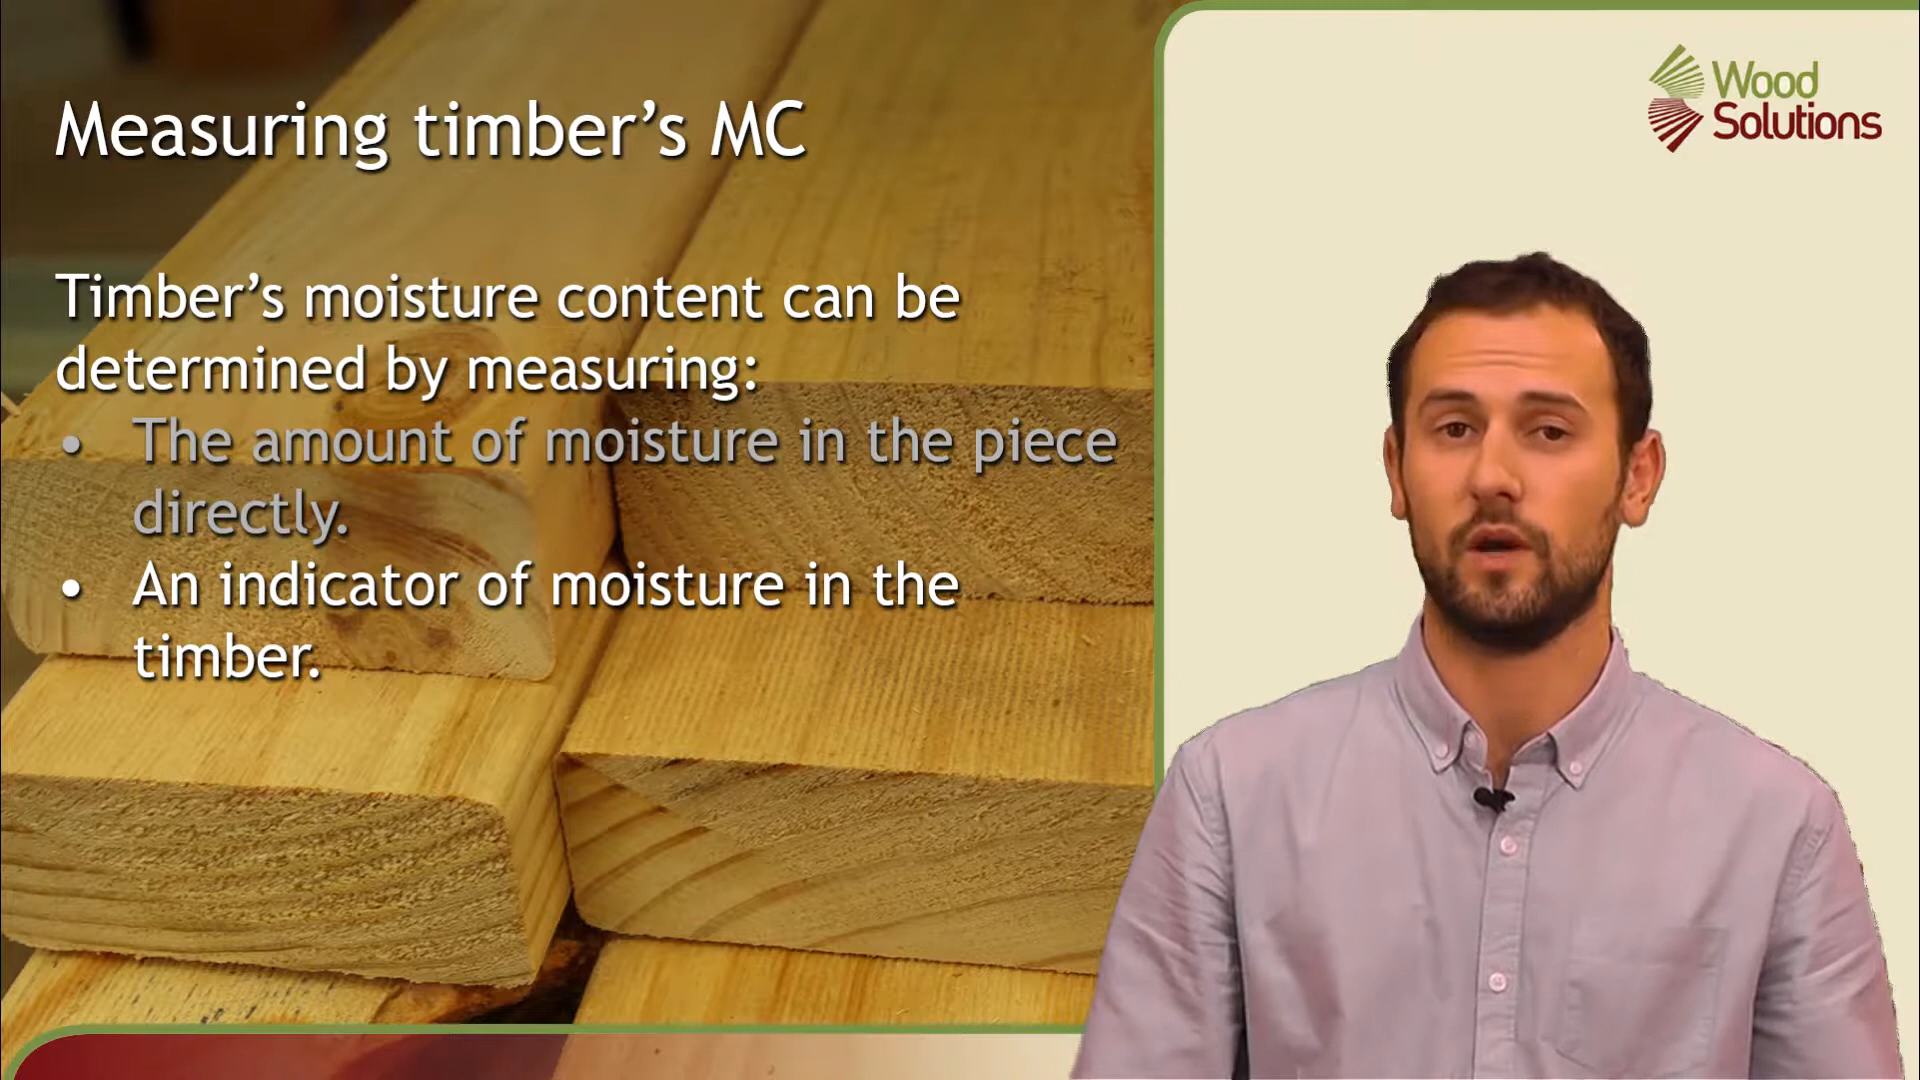 Measuring timber’s MC
Timber’s moisture content can be
determined by measuring:
• The amount of moisture in the piece
directly.
• An indicator of moisture in the
timber.
Wood
Solutions